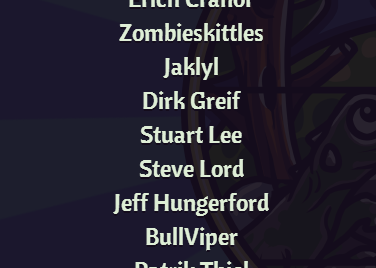 Zombieskittles
Jaklyl
Dirk Greif
Stuart Lee
Steve Lord
Jeff Hungerford
BullViper